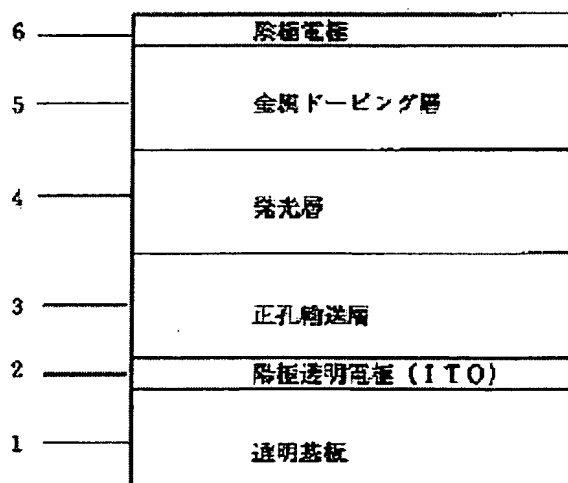 6 陰極電極
5 金属ドーピング層
4 発光層
3 正孔輸送層
2 陽極透明電極(ITO)
1 透明基板